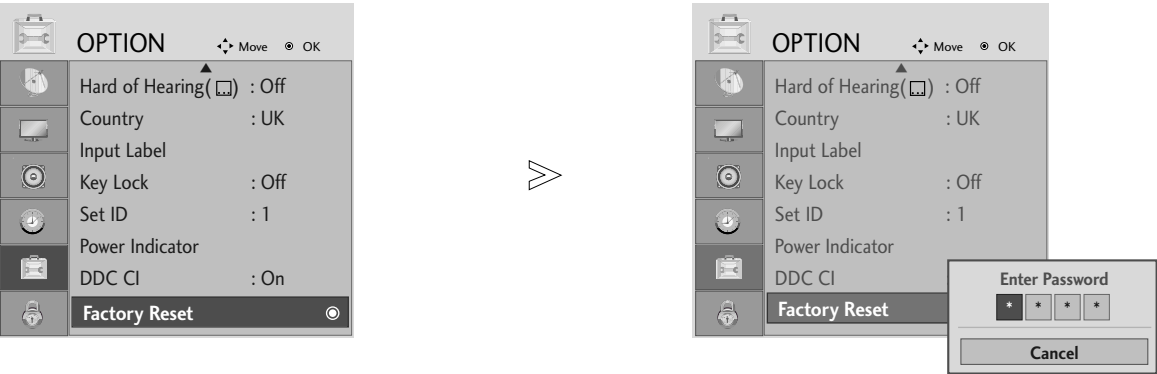 OPTION Move OK
Hard of Hearing( ) : Off
Country : UK
Input Label
Key Lock : Off
Set ID : 1
Power Indicator
DDC CI : On
Factory Reset
OPTION Move OK
Hard of Hearing( ) : Off
Country : UK
Input Label
Key Lock : Off
Set ID : 1
Power Indicator
DDC CI
Factory Reset
Enter Password
* * * *
Cancel